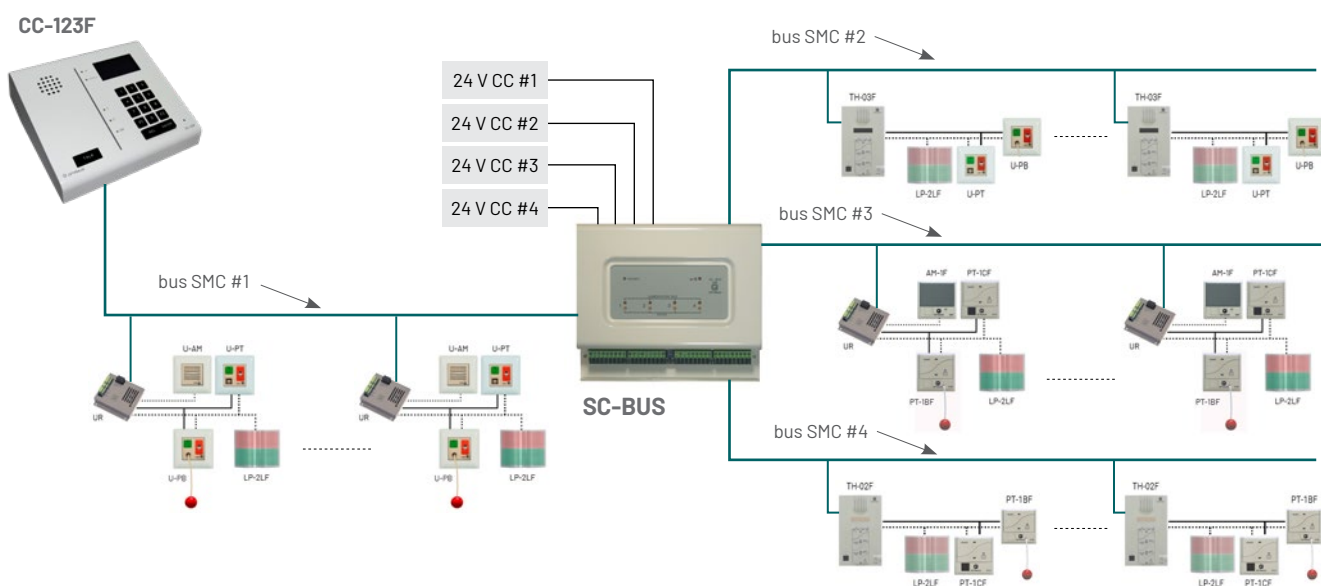 CC-123F
24 V CC #1
24 V CC #2
24 V CC #3
24 V CC #4
bus SMC #1
UR
U-AM
U-PT
U-PB
LP-2LF
UR
U-AM
U-PT
U-PB
LP-2LF
SC-BUS
bus SMC #2
TH-03F
LP-2LF
U-PT
U-PB
TH-03F
LP-2LF
U-PT
U-PB
bus SMC #3
AM-1F
PT-1CF
UR
PT-1BF
LP-2LF
AM-1F
PT-1CF
UR
PT-1BF
LP-2LF
bus SMC #4
TH-02F
PT-1BF
LP-2LF
PT-1CF
TH-02F
PT-1BF
LP-2LF
PT-1CF